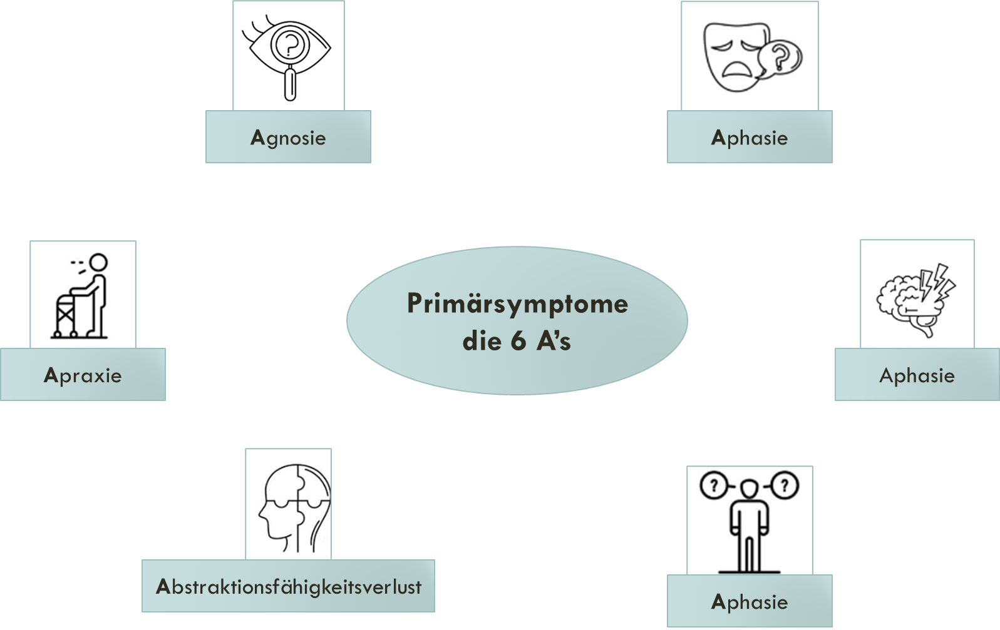 ?
?
Agnosie
Aphasie
Primärsymptome
die 6 A’s
Apraxie
Aphasie
? ?
Abstraktionsfähigkeitsverlust
Aphasie